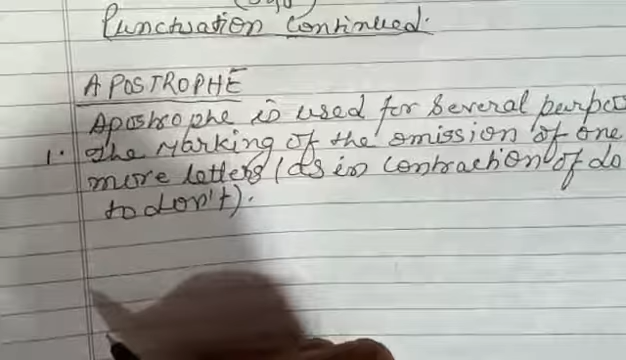 Punctuation Continued.
APOSTROPHE
Apostrophe is used for Several
1. The Marking of the omission of one
more letters (As in Contraction of do
to don't).